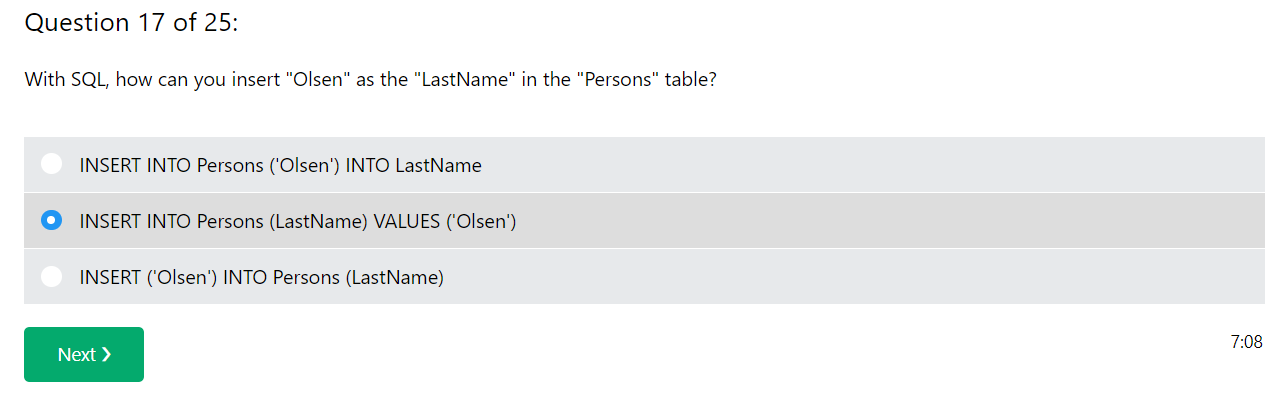 Question 17 of 25:
With SQL, how can you insert "Olsen" as the "LastName" in the "Persons" table?
INSERT INTO Persons ('Olsen') INTO LastName
INSERT INTO Persons (LastName) VALUES ('Olsen')
INSERT ('Olsen') INTO Persons (LastName)
Next ❯
7:08